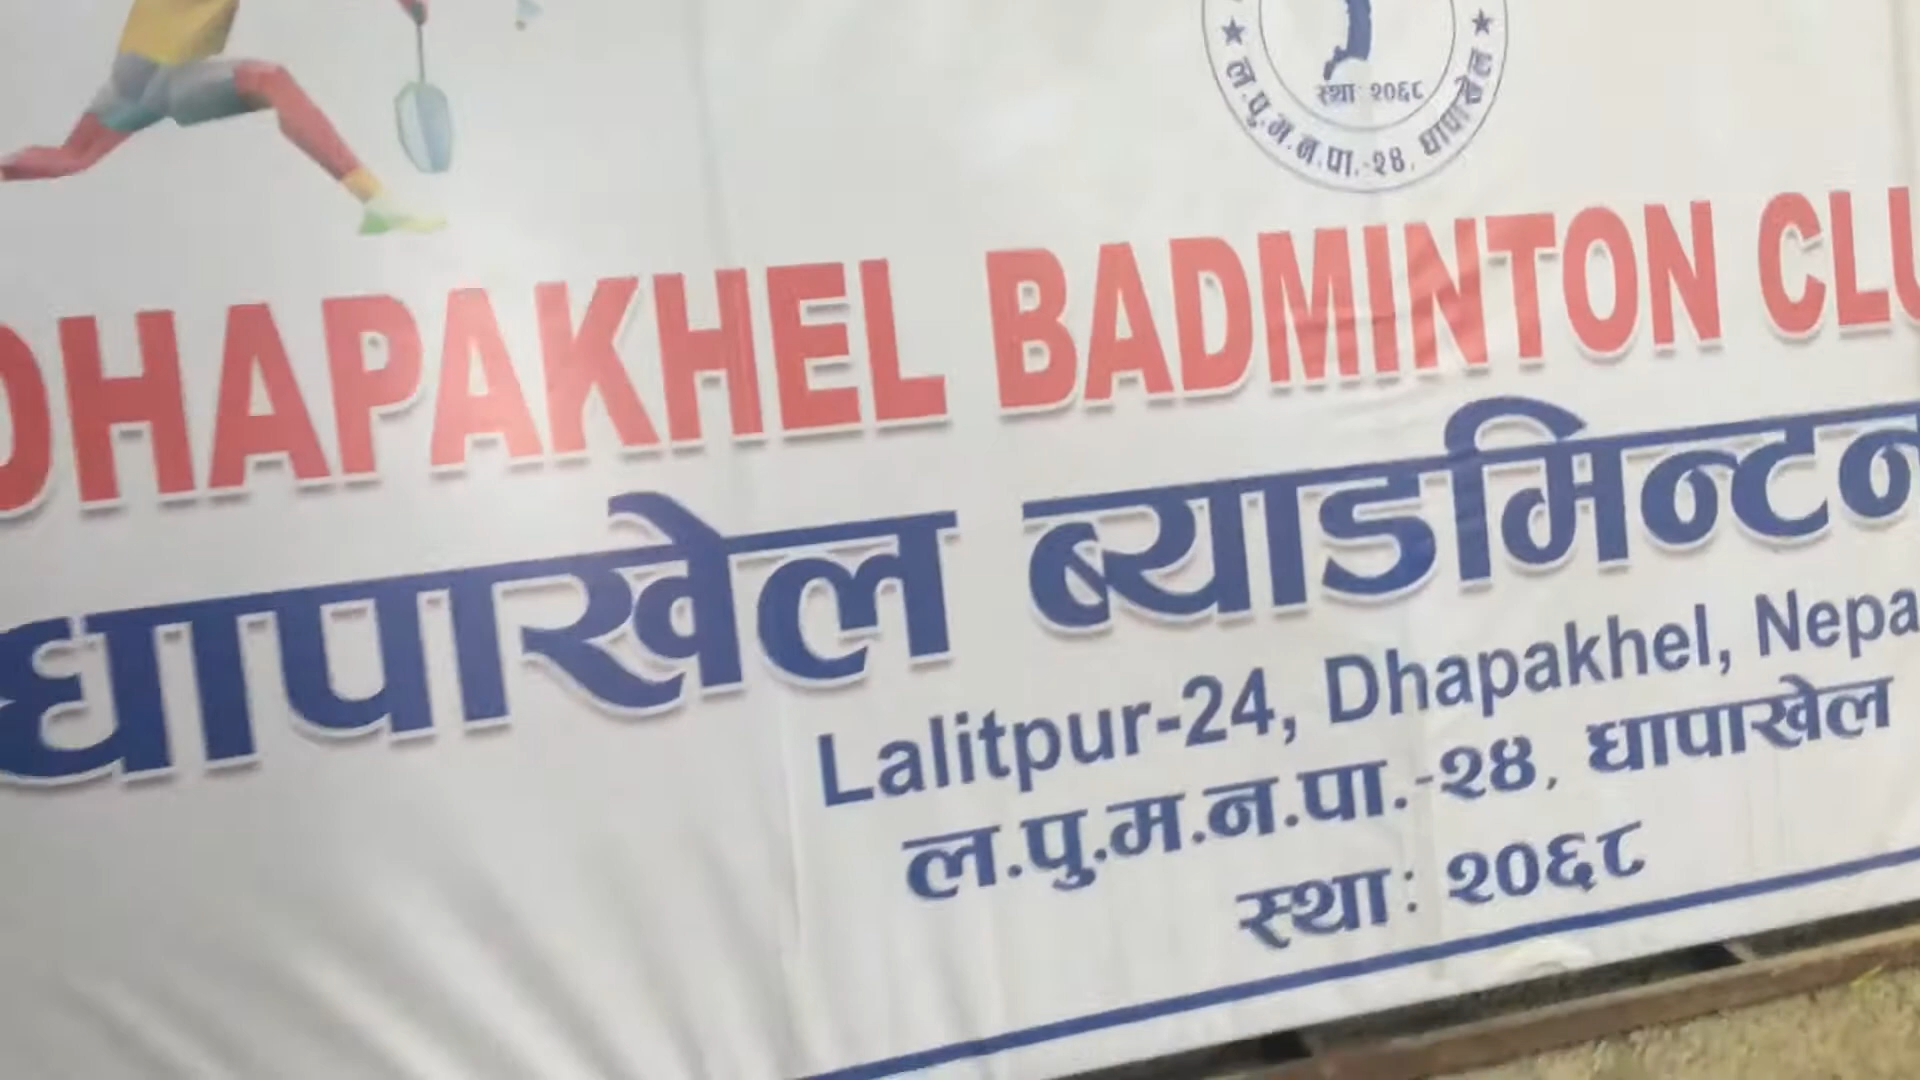 स्था: २०६८
★ ल.पु.म.न.पा.-२४, धापाखेल ★
DHAPAKHEL BADMINTON CLU
धापाखेल ब्याडमिन्टन
Lalitpur-24, Dhapakhel, Nepa
ल.पु.म.न.पा.-२४, धापाखेल
स्था: २०६८